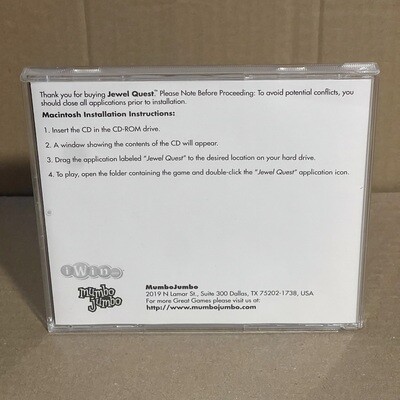 Thank you for buying Jewel Quest.™ Please Note Before Proceeding: To avoid potential conflicts, you
should close all applications prior to installation.
Macintosh Installation Instructions:
1. Insert the CD in the CD-ROM drive.
2. A window showing the contents of the CD will appear.
3. Drag the application labeled "Jewel Quest" to the desired location on your hard drive.
4. To play, open the folder containing the game and double-click the "Jewel Quest" application icon.
iWin
mumbo
jumbo
MumboJumbo
2019 N Lamar St., Suite 300 Dallas, TX 75202-1738, USA
For more Great Games please visit us at:
http://www.mumbojumbo.com